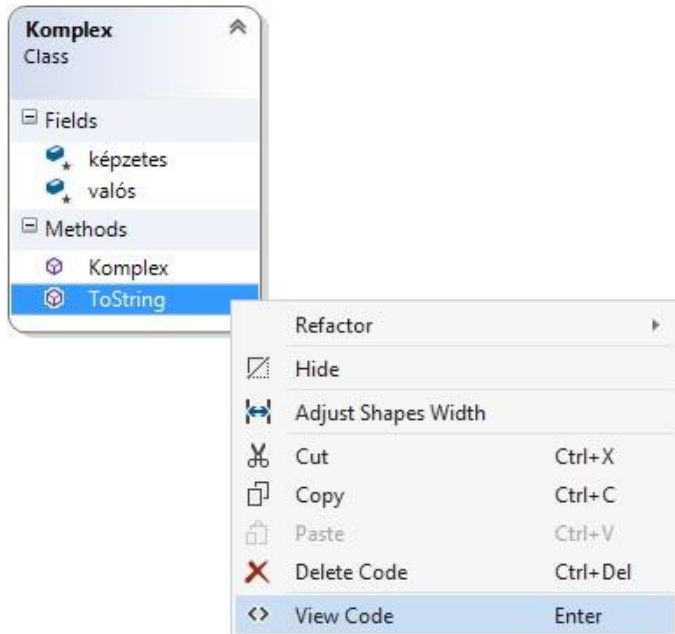 Komplex
Class
Fields
képzetes
valós
Methods
Komplex
ToString
Refactor
Hide
Adjust Shapes Width
Cut Ctrl+X
Copy Ctrl+C
Paste Ctrl+V
Delete Code Ctrl+Del
View Code Enter